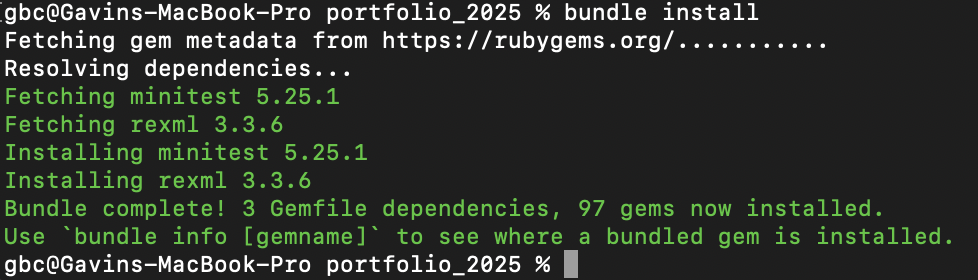 gbc@Gavins-MacBook-Pro portfolio_2025 % bundle install
Fetching gem metadata from https://rubygems.org/...........
Resolving dependencies...
Fetching minitest 5.25.1
Fetching rexml 3.3.6
Installing minitest 5.25.1
Installing rexml 3.3.6
Bundle complete! 3 Gemfile dependencies, 97 gems now installed.
Use `bundle info [gemname]` to see where a bundled gem is installed.
gbc@Gavins-MacBook-Pro portfolio_2025 %